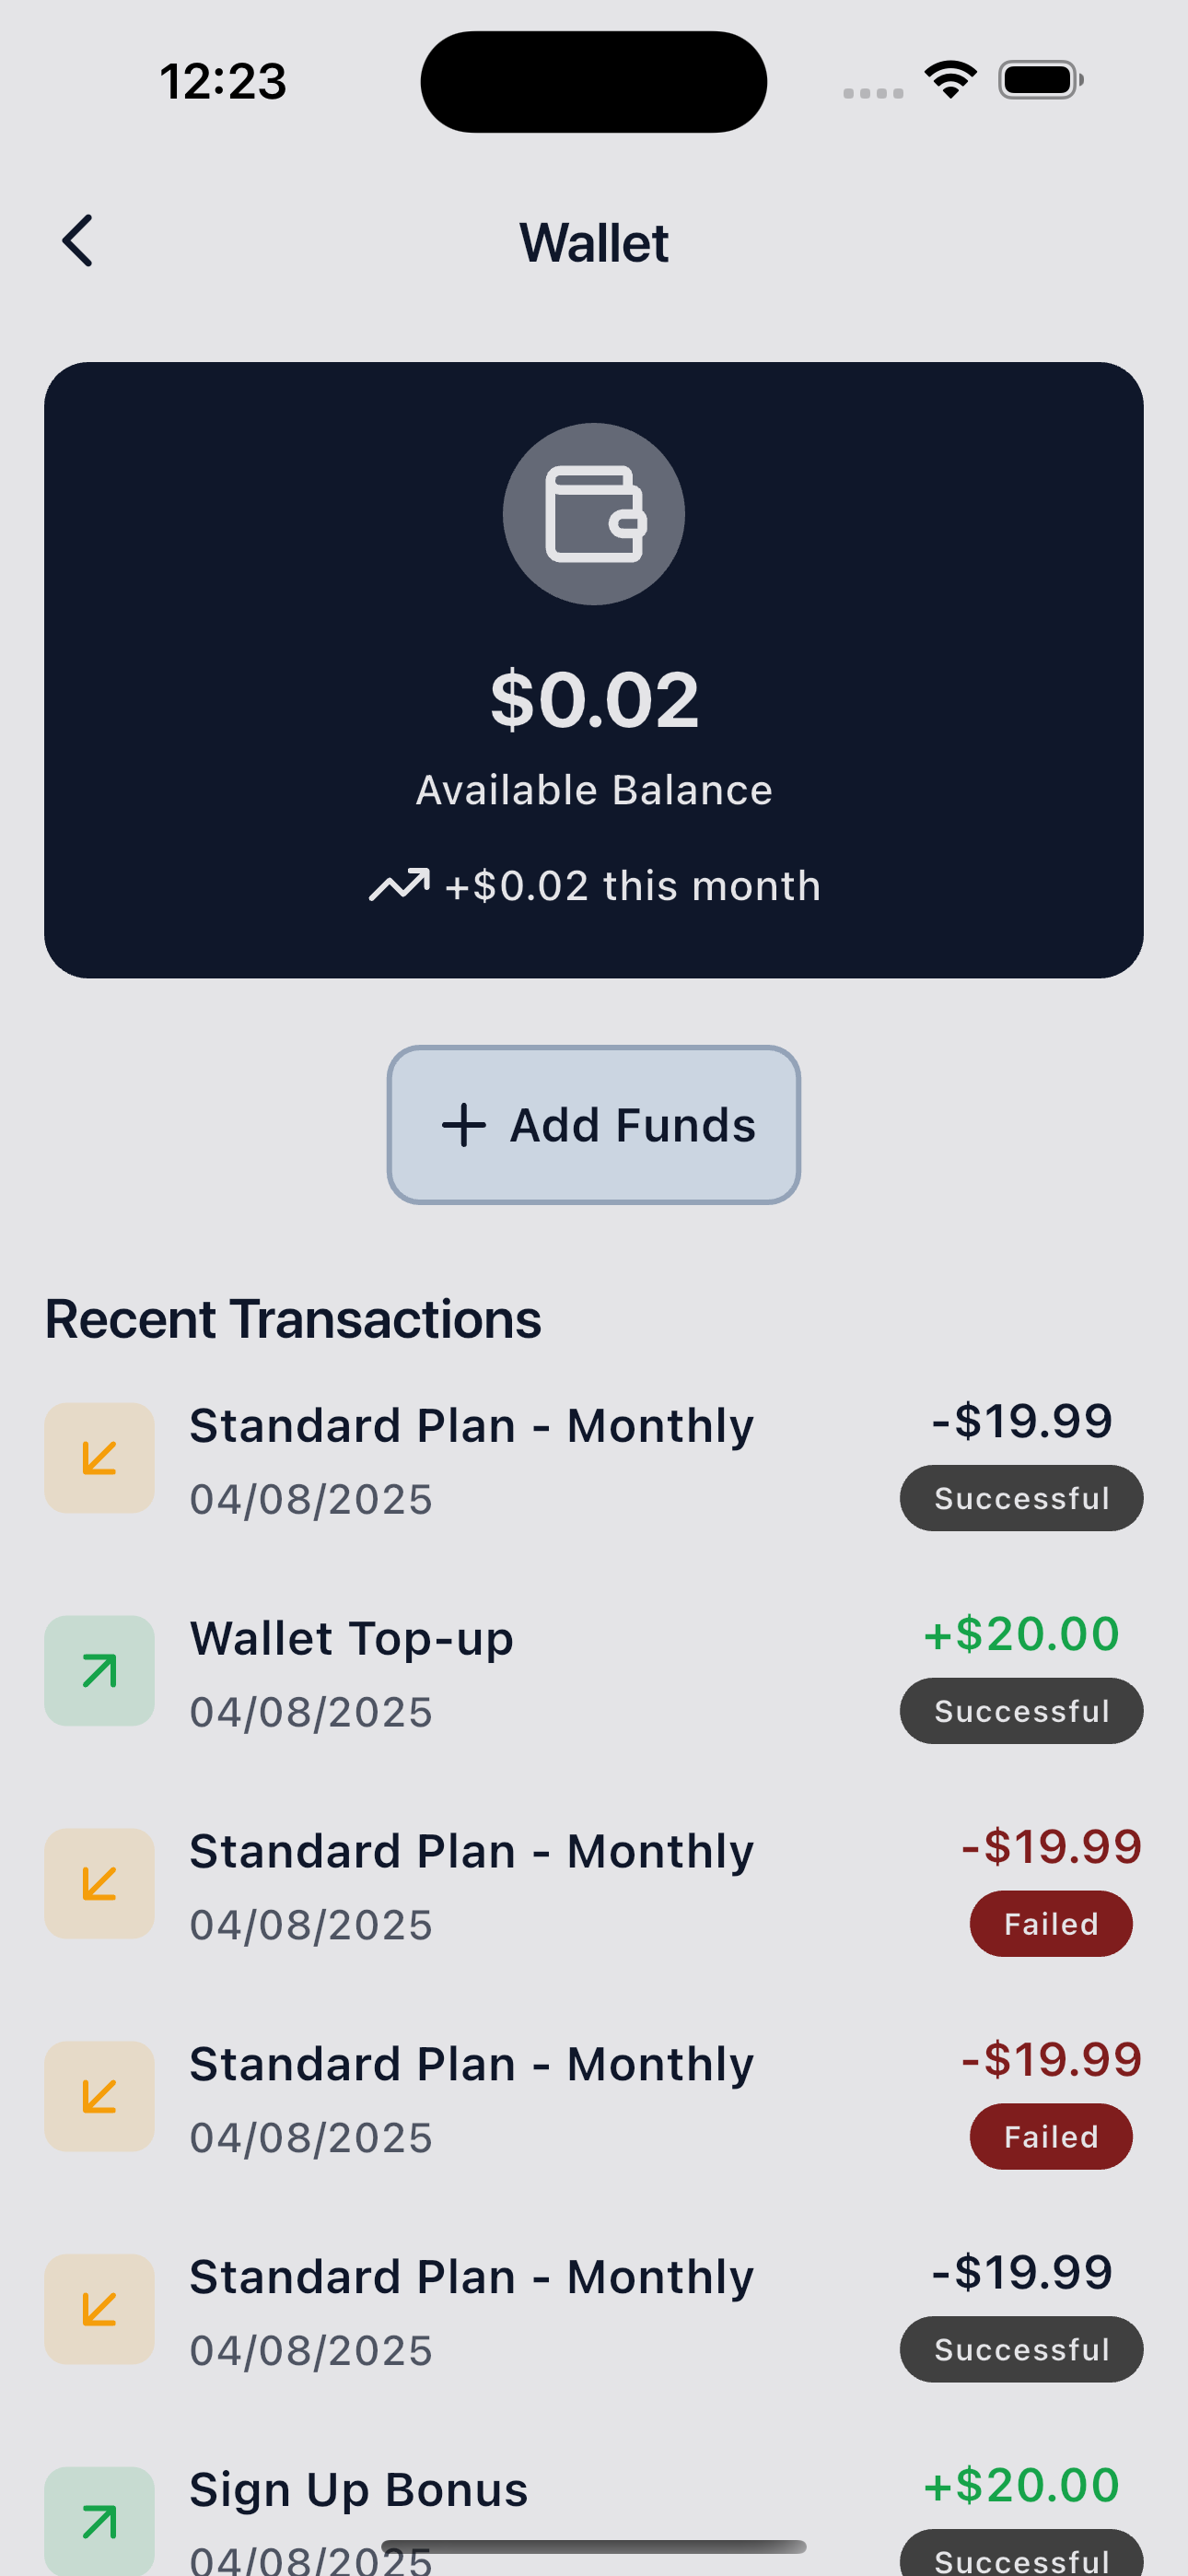 12:23
Wallet
$0.02
Available Balance
+$0.02 this month
Add Funds
Recent Transactions
Standard Plan - Monthly
-$19.99
04/08/2025
Successful
Wallet Top-up
+$20.00
04/08/2025
Successful
Standard Plan - Monthly
-$19.99
04/08/2025
Failed
Standard Plan - Monthly
-$19.99
04/08/2025
Failed
Standard Plan - Monthly
-$19.99
04/08/2025
Successful
Sign Up Bonus
+$20.00
04/08/2025
Successful